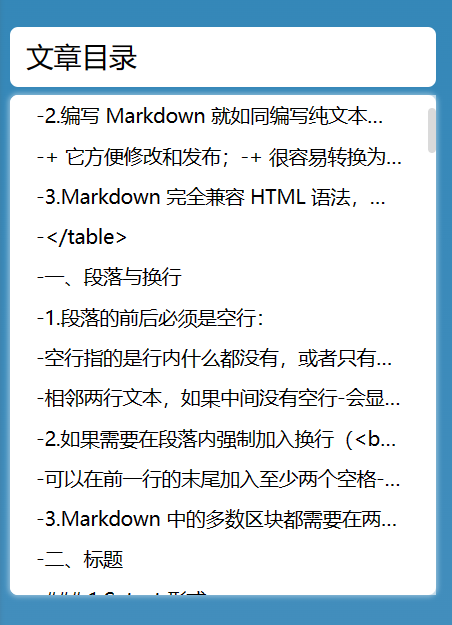 文章目录
-2.编写 Markdown 就如同编写纯文本...
-+ 它方便修改和发布；-+ 很容易转换为...
-3.Markdown 完全兼容 HTML 语法，...
-</table>
-一、段落与换行
-1.段落的前后必须是空行：
-空行指的是行内什么都没有，或者只有...
-相邻两行文本，如果中间没有空行-会显...
-2.如果需要在段落内强制加入换行（<b...
-可以在前一行的末尾加入至少两个空格-...
-3.Markdown 中的多数区块都需要在两...
-二、标题